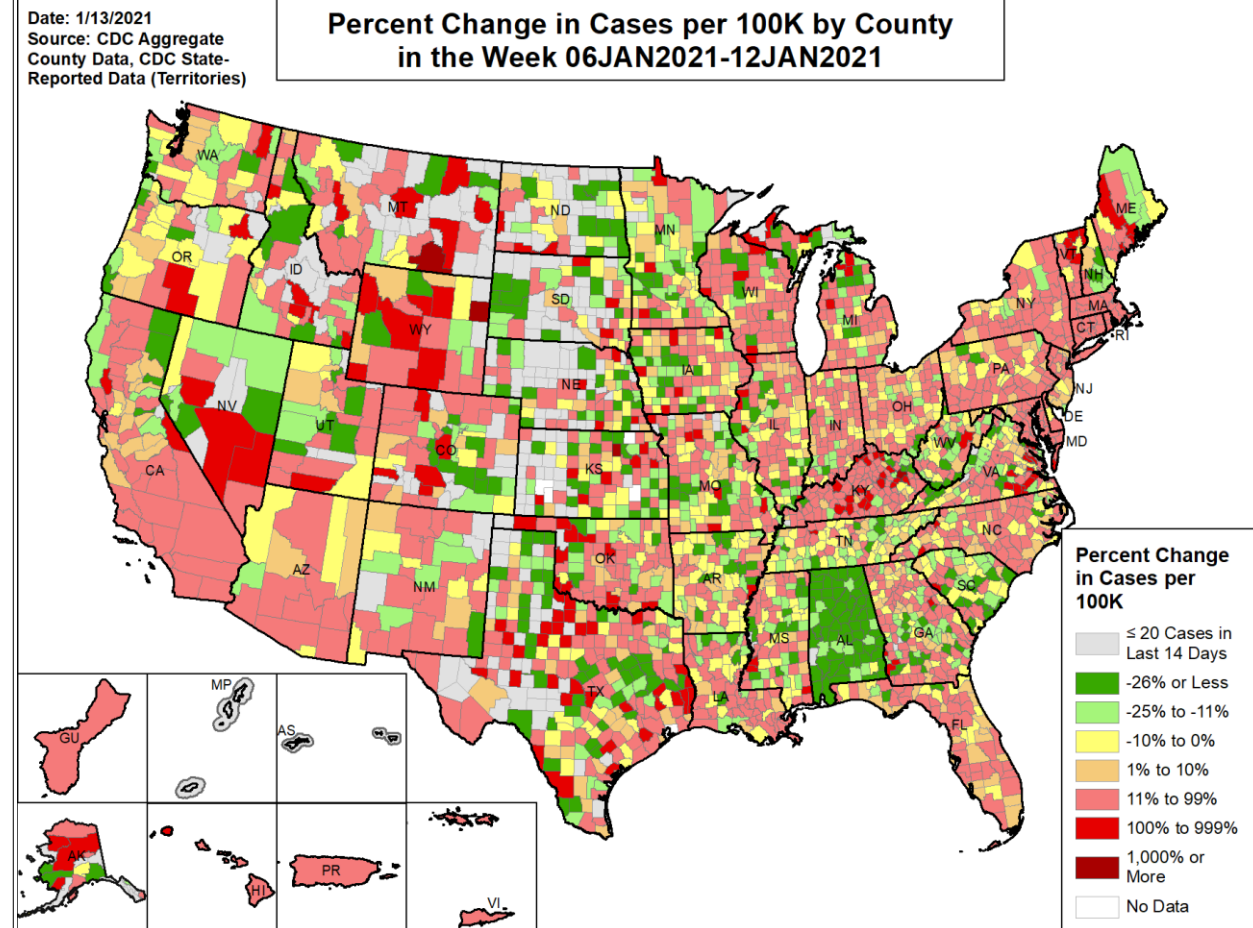 Date: 1/13/2021
Source: CDC Aggregate
County Data, CDC State-
Reported Data (Territories)
Percent Change in Cases per 100K by County
in the Week 06JAN2021-12JAN2021
WA
MT
ND
MN
ME
OR
ID
SD
WI
VT
NH
NY
MA
WY
MI
CT
RI
IA
PA
NE
NV
OH
NJ
UT
IL
IN
DE
CO
WV
MD
CA
KS
MO
VA
KY
NC
TN
OK
AZ
AR
NM
SC
MS
AL
GA
TX
LA
FL
MP
GU
AS
AK
HI
PR
VI
Percent Change
in Cases per
100K
≤ 20 Cases in
Last 14 Days
-26% or Less
-25% to -11%
-10% to 0%
1% to 10%
11% to 99%
100% to 999%
1,000% or
More
No Data